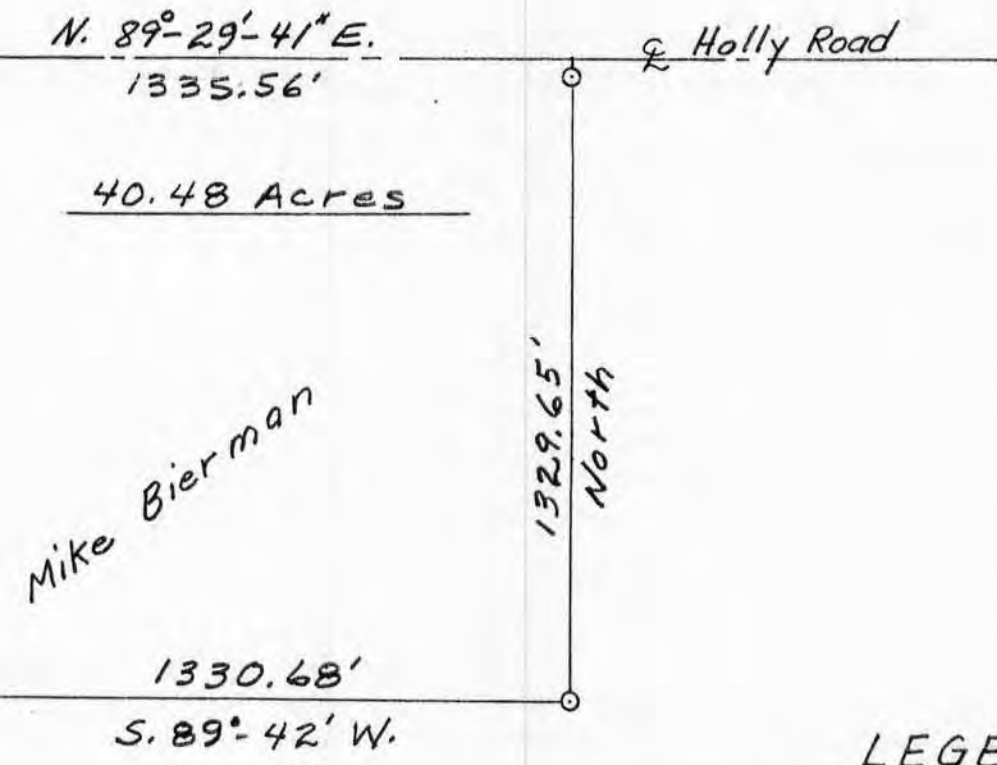 N. 89°-29'-41" E.
1335.56'
℄ Holly Road
40.48 Acres
1329.65'
North
Mike Bierman
1330.68'
S. 89°-42' W.
LEGE